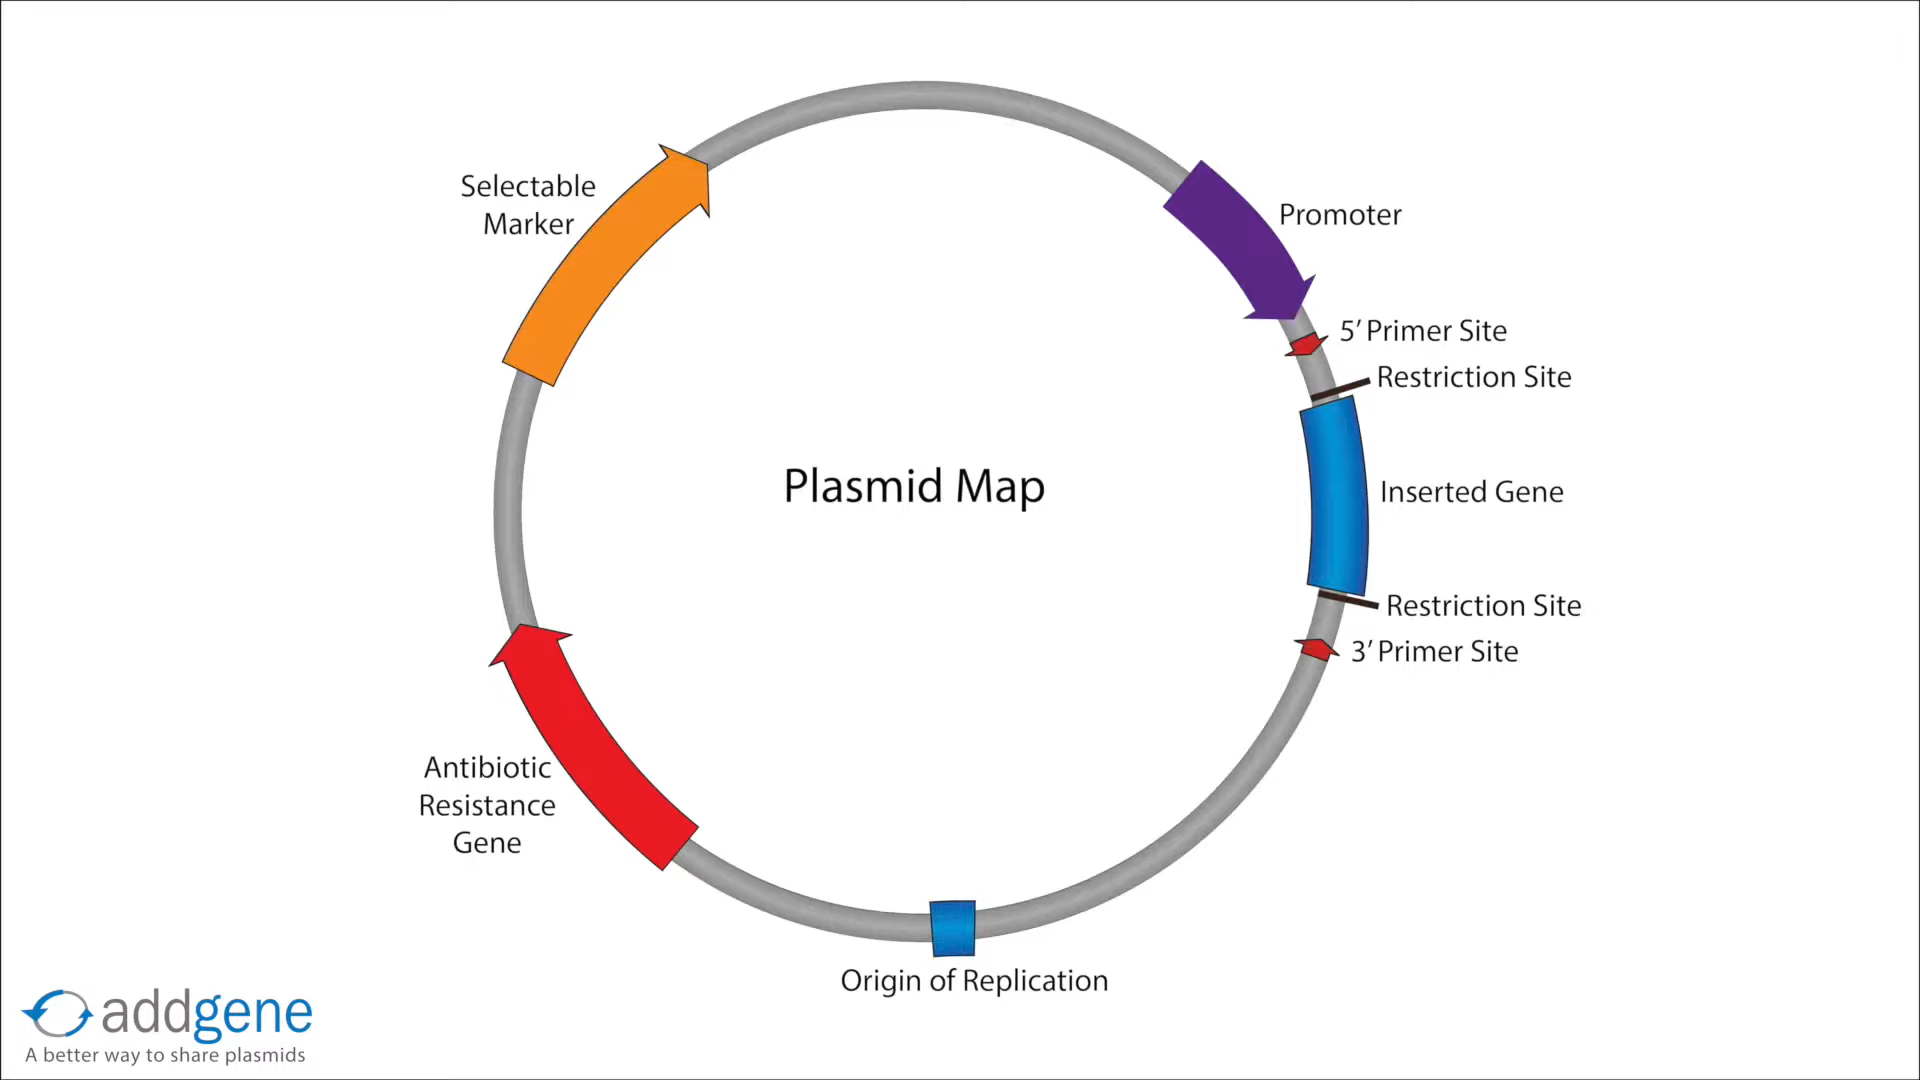 Selectable
Marker
Promoter
5’ Primer Site
Restriction Site
Plasmid Map
Inserted Gene
Restriction Site
3’ Primer Site
Antibiotic
Resistance
Gene
Origin of Replication
addgene
A better way to share plasmids